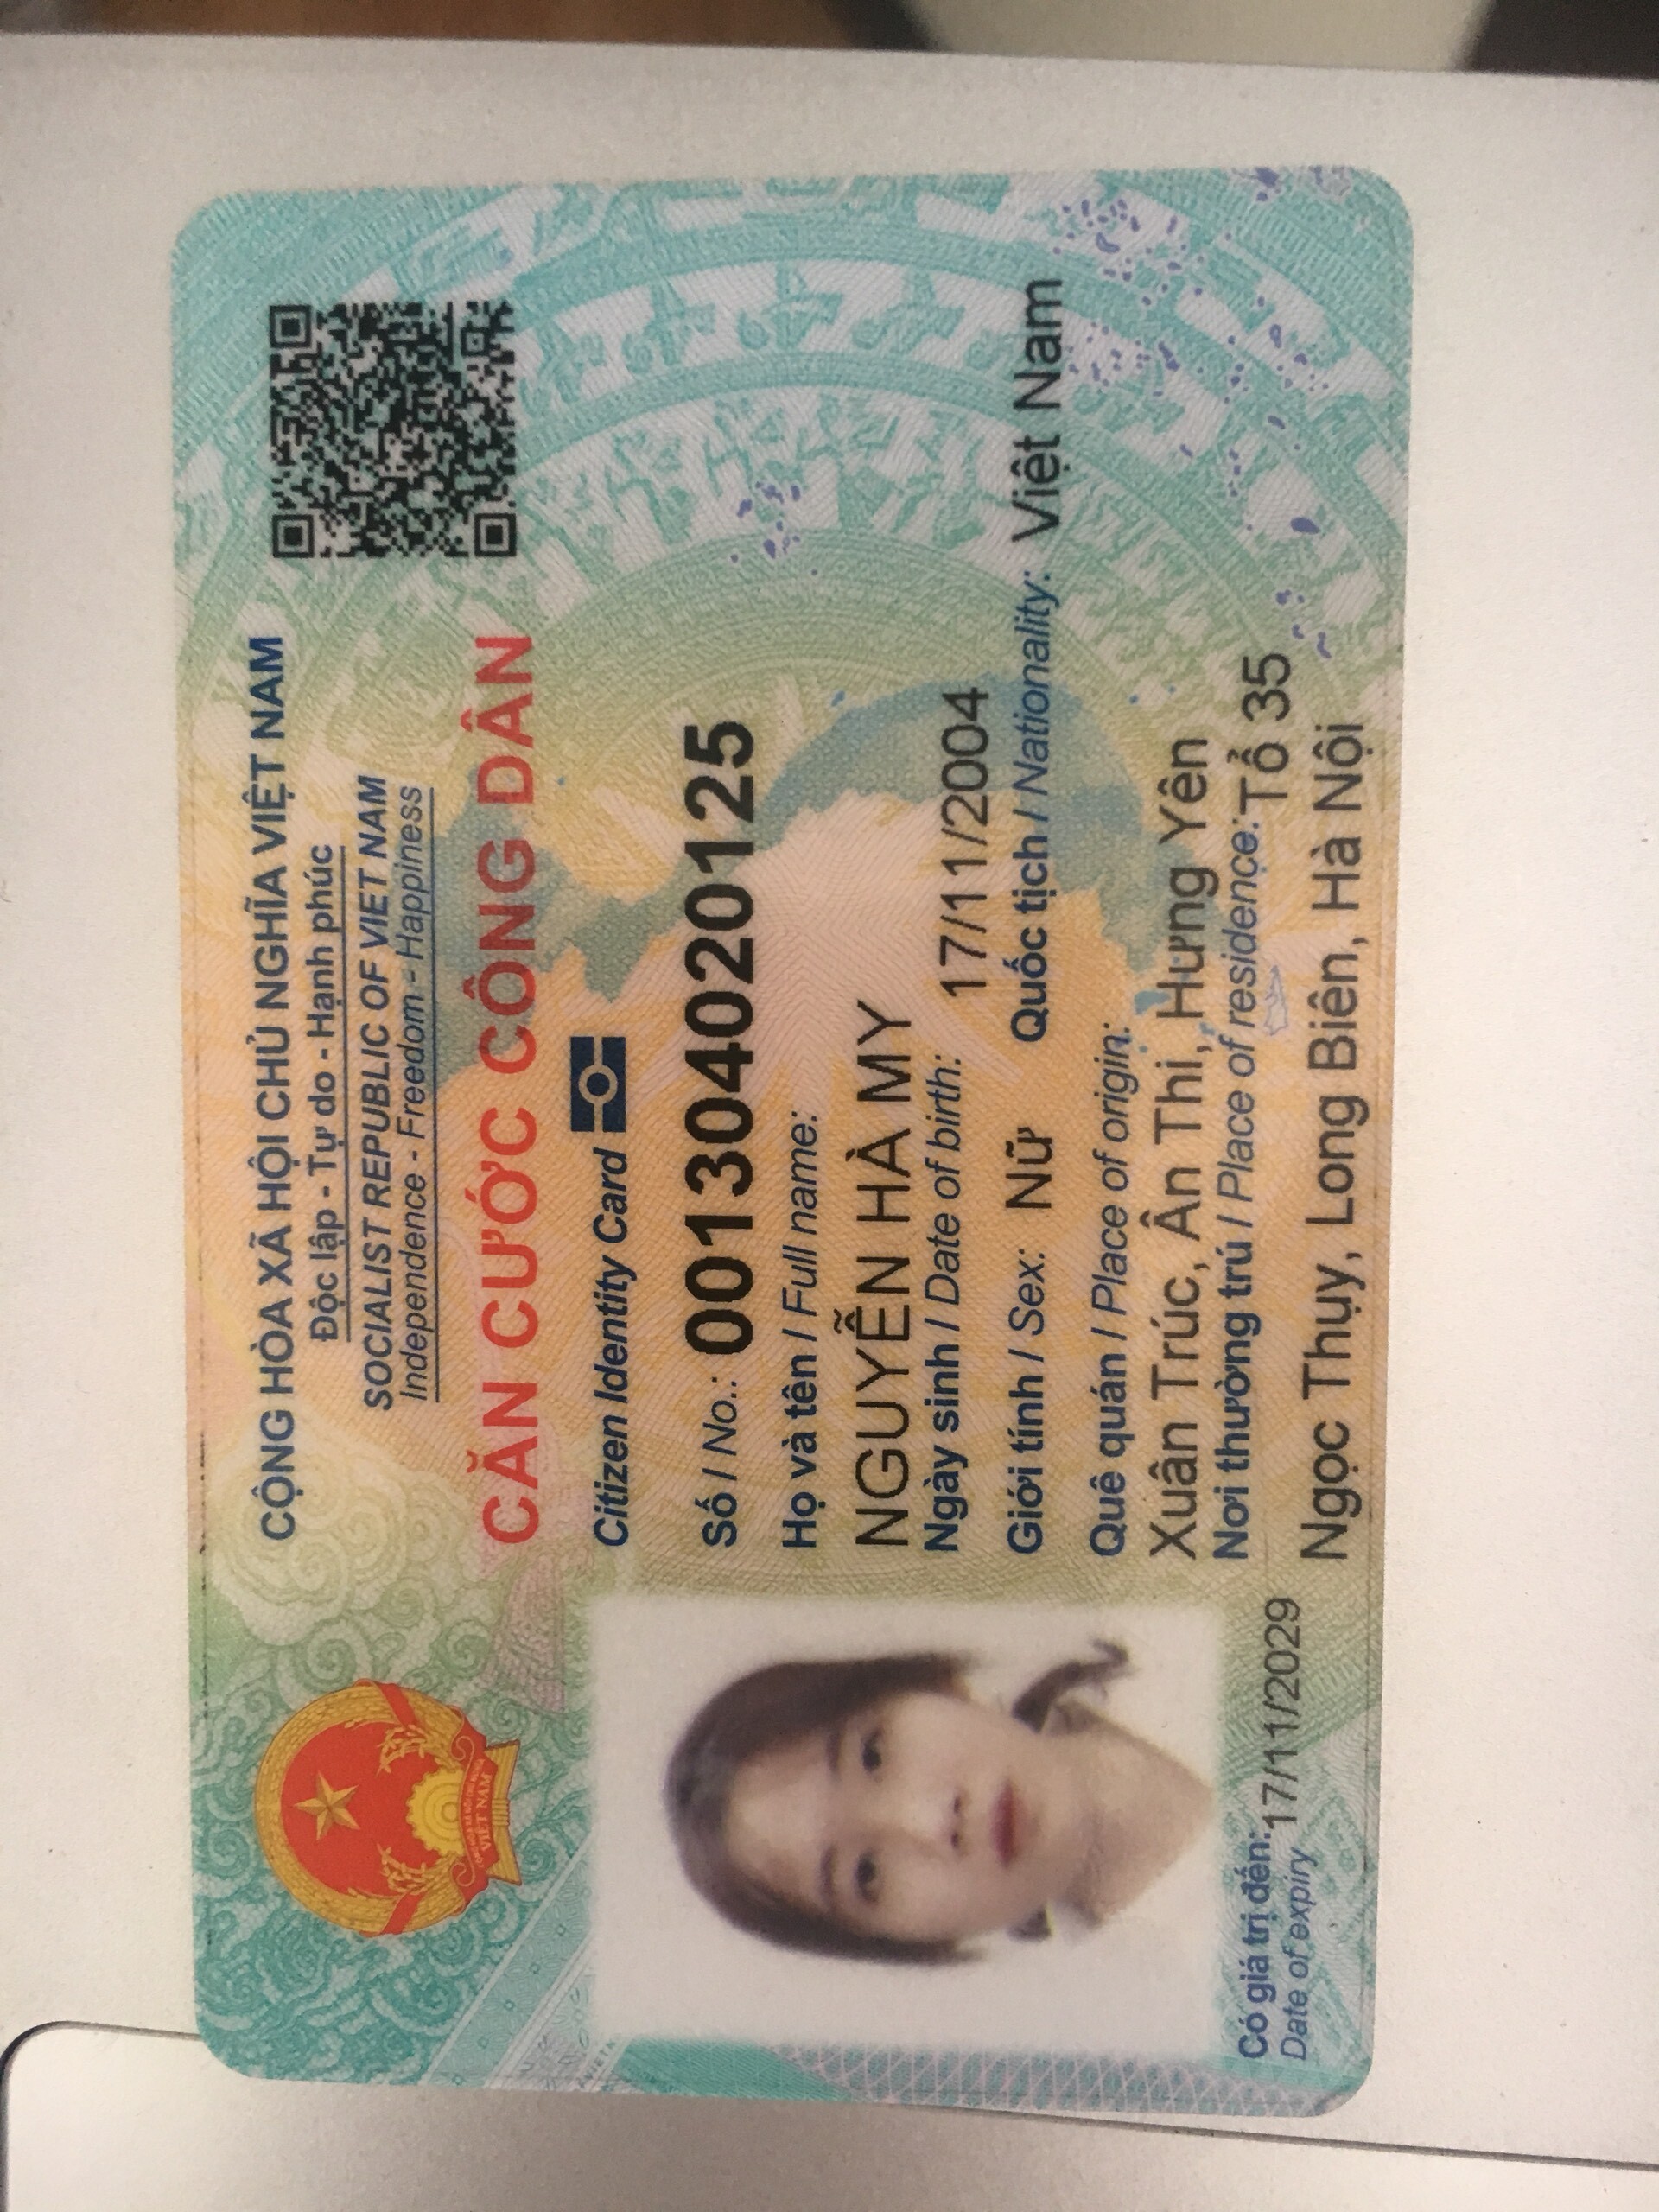 CỘNG HÒA XÃ HỘI CHỦ NGHĨA VIỆT NAM
Độc lập - Tự do - Hạnh phúc
SOCIALIST REPUBLIC OF VIET NAM
Independence - Freedom - Happiness
CĂN CƯỚC CÔNG DÂN
Citizen Identity Card
Số / No.: 001304020125
Họ và tên / Full name:
NGUYỄN HÀ MY
Ngày sinh / Date of birth: 17/11/2004
Giới tính / Sex: Nữ Quốc tịch / Nationality: Việt Nam
Quê quán / Place of origin:
Xuân Trúc, Ân Thi, Hưng Yên
Nơi thường trú / Place of residence: Tổ 35
Ngọc Thụy, Long Biên, Hà Nội
Có giá trị đến: 17/11/2029
Date of expiry
VIỆT NAM